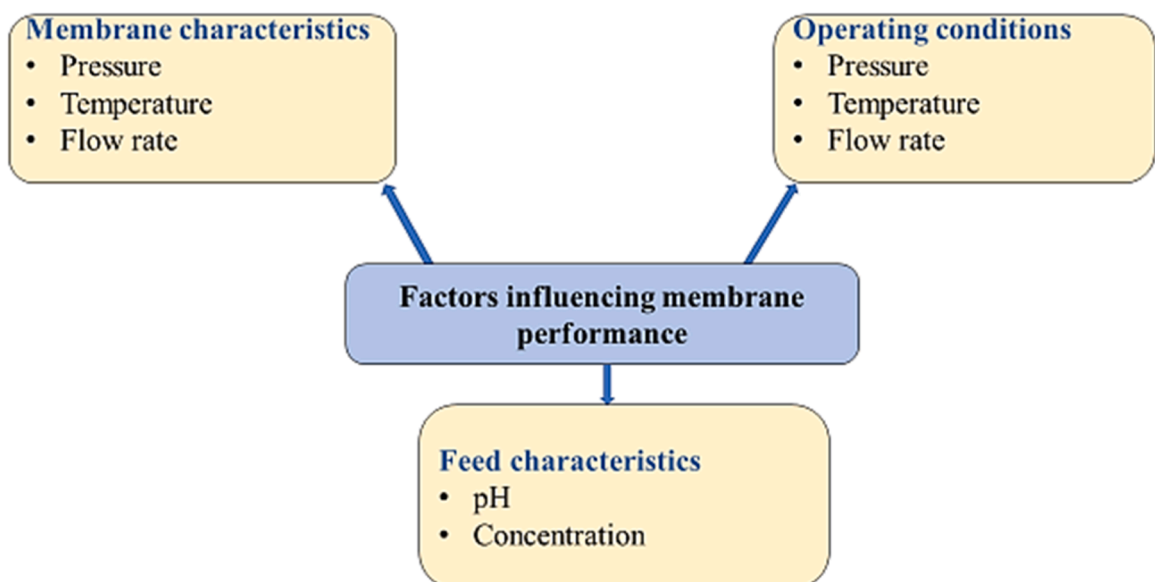 Membrane characteristics
• Pressure
• Temperature
• Flow rate
Operating conditions
• Pressure
• Temperature
• Flow rate
Factors influencing membrane
performance
Feed characteristics
• pH
• Concentration